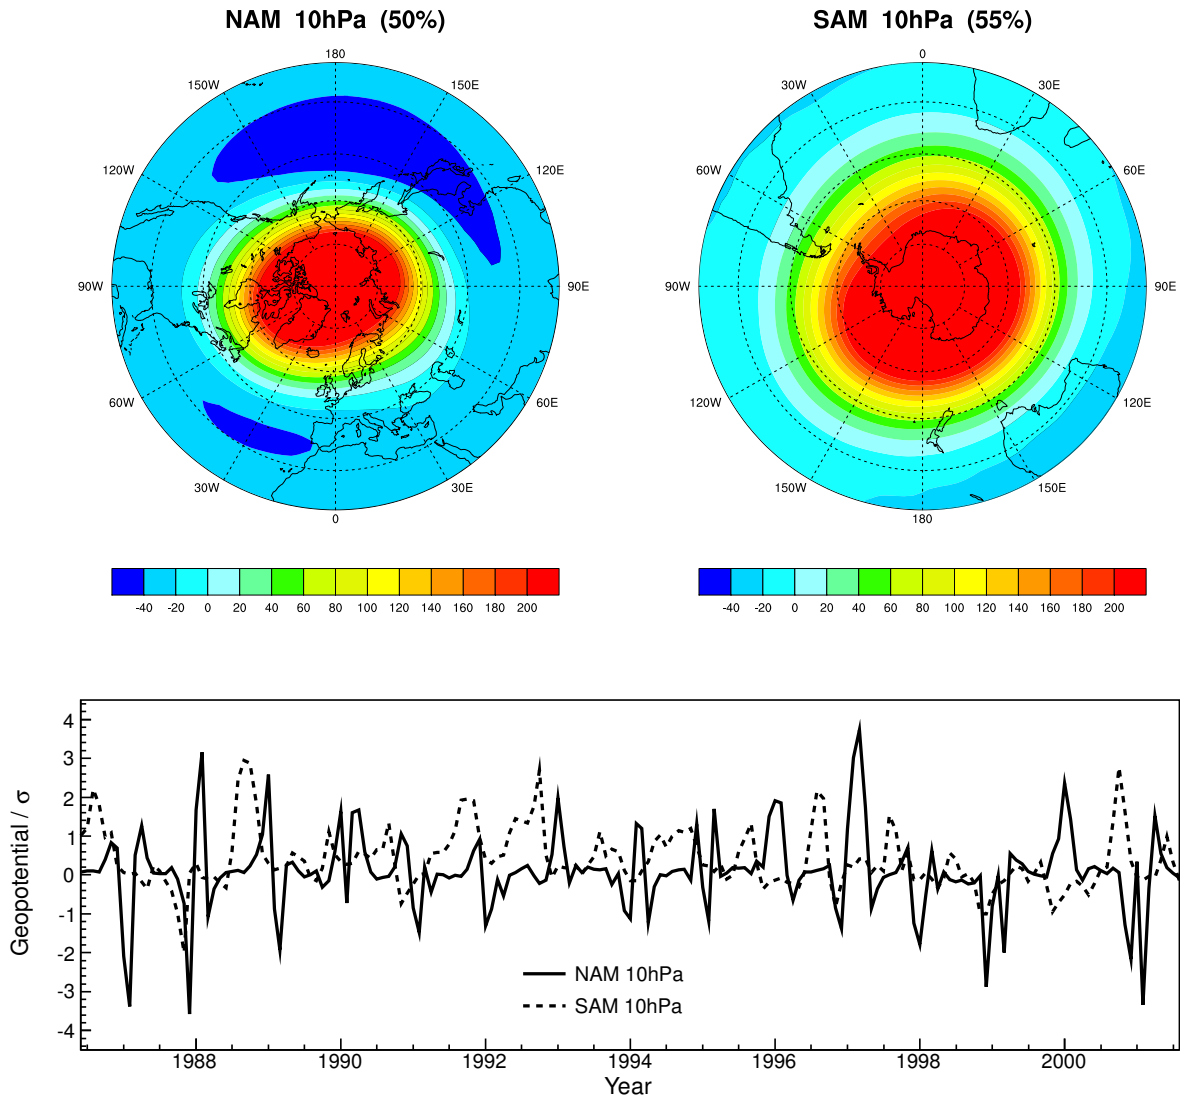 NAM 10hPa (50%)
SAM 10hPa (55%)
180
150W
150E
120W
120E
90W
90E
60W
60E
30W
30E
0
0
30W
30E
60W
60E
90W
90E
120W
120E
150W
150E
180
-40 -20 0 20 40 60 80 100 120 140 160 180 200
-40 -20 0 20 40 60 80 100 120 140 160 180 200
Geopotential / σ
4
3
2
1
0
-1
-2
-3
-4
NAM 10hPa
SAM 10hPa
1988 1990 1992 1994 1996 1998 2000
Year